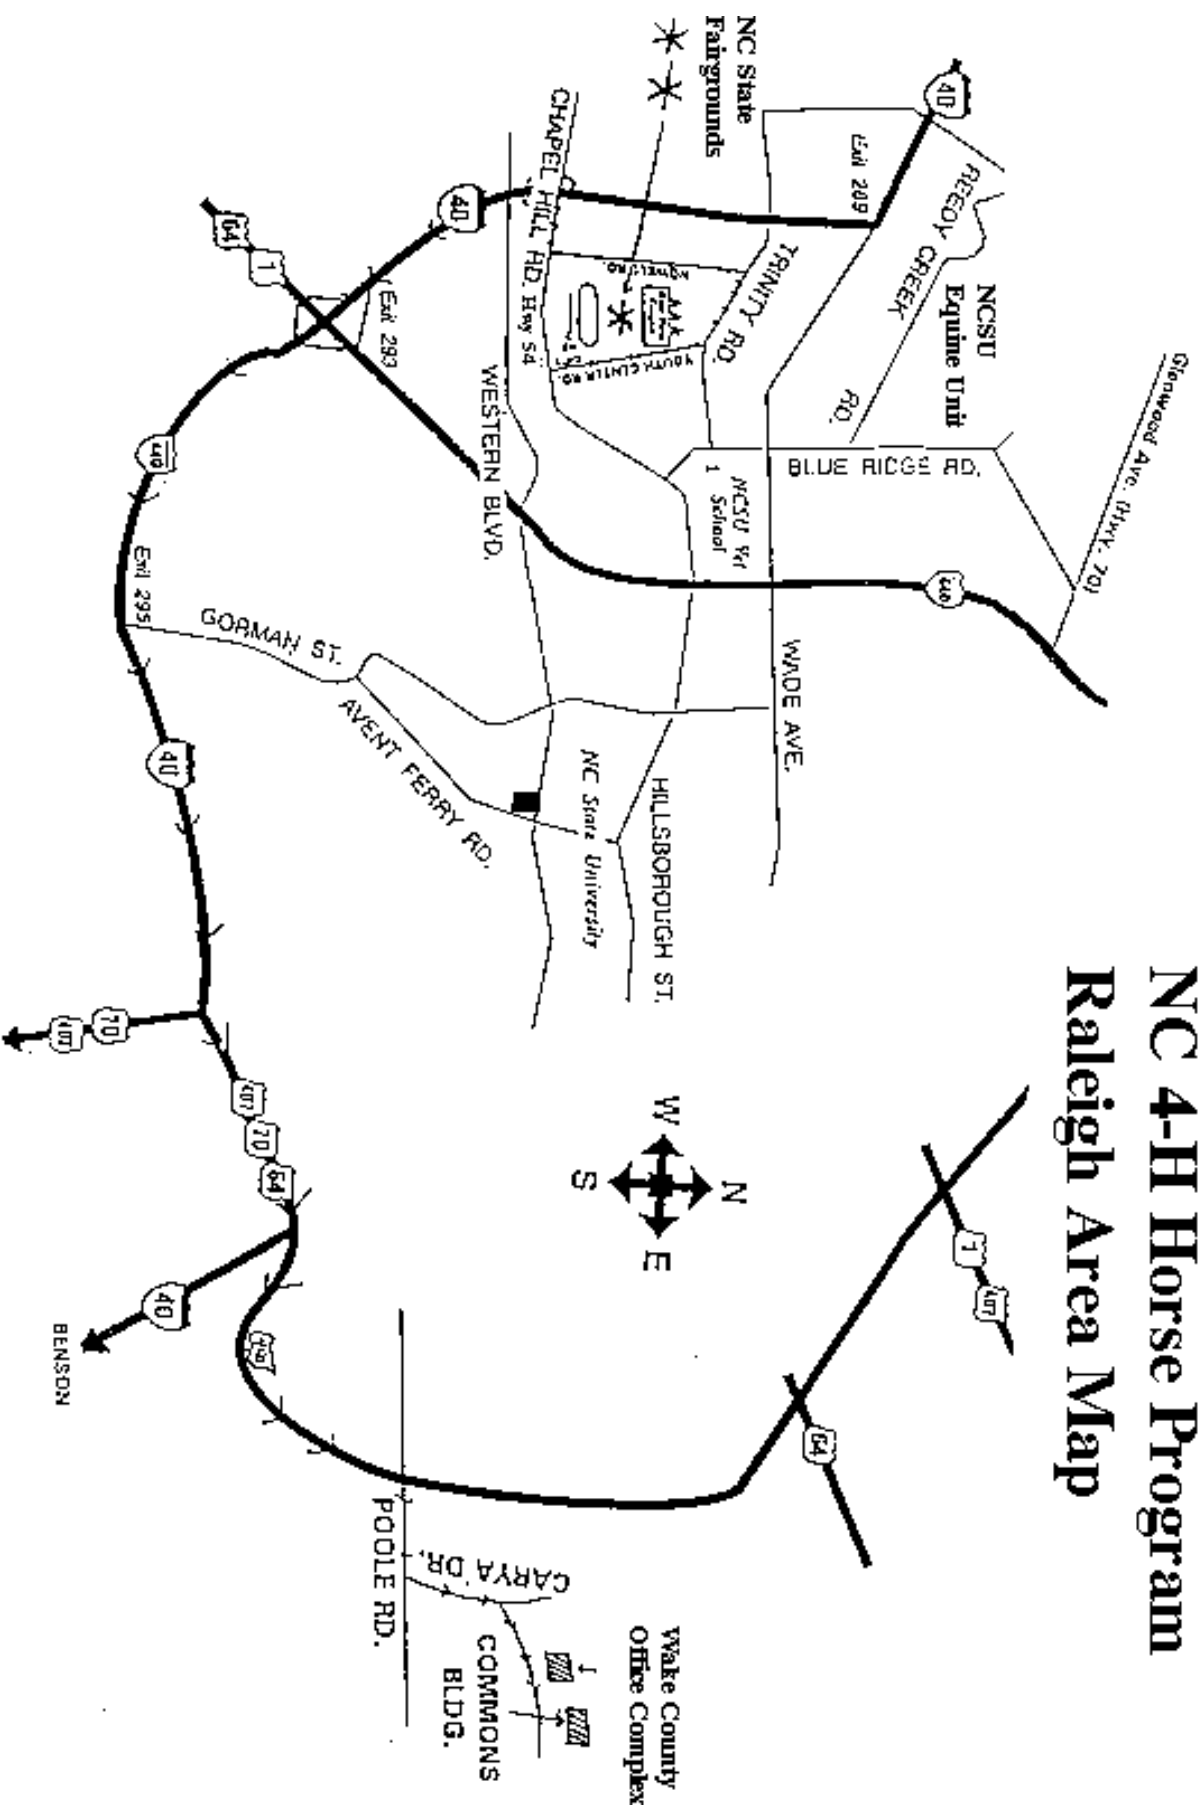 NC 4-H Horse Program
Raleigh Area Map
NC State
Fairgrounds
40
Exit 289
REEDY CREEK
RD.
NCSU
Equine Unit
Glenwood Ave. (Hwy. 70)
TRINITY RD.
CHAPEL HILL RD. Hwy 54
YOUTH CENTER RD.
BLUE RIDGE RD.
1
NCSU Vet
School
40
64
1
Exit 293
WESTERN BLVD.
440
440
Exit 295
GORMAN ST.
AVENT FERRY RD.
WADE AVE.
NC State University
HILLSBOROUGH ST.
40
70
401
401
70
64
W
N
S
E
1
401
64
40
BENSON
440
POOLE RD.
CARYA DR.
COMMONS
BLDG.
Wake County
Office Complex